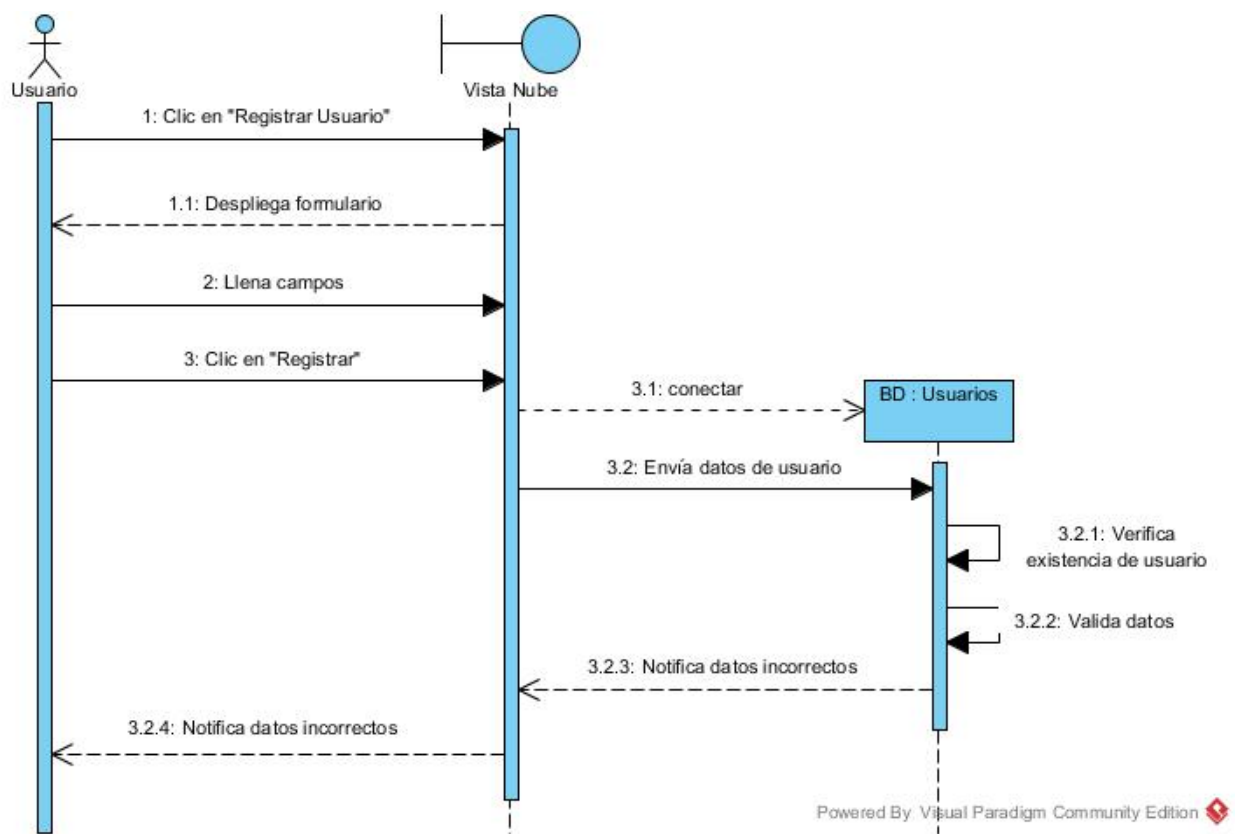 Usuario
Vista Nube
1: Clic en "Registrar Usuario"
1.1: Despliega formulario
2: Llena campos
3: Clic en "Registrar"
3.1: conectar
BD : Usuarios
3.2: Envía datos de usuario
3.2.1: Verifica
existencia de usuario
3.2.2: Valida datos
3.2.3: Notifica datos incorrectos
3.2.4: Notifica datos incorrectos
Powered By Visual Paradigm Community Edition